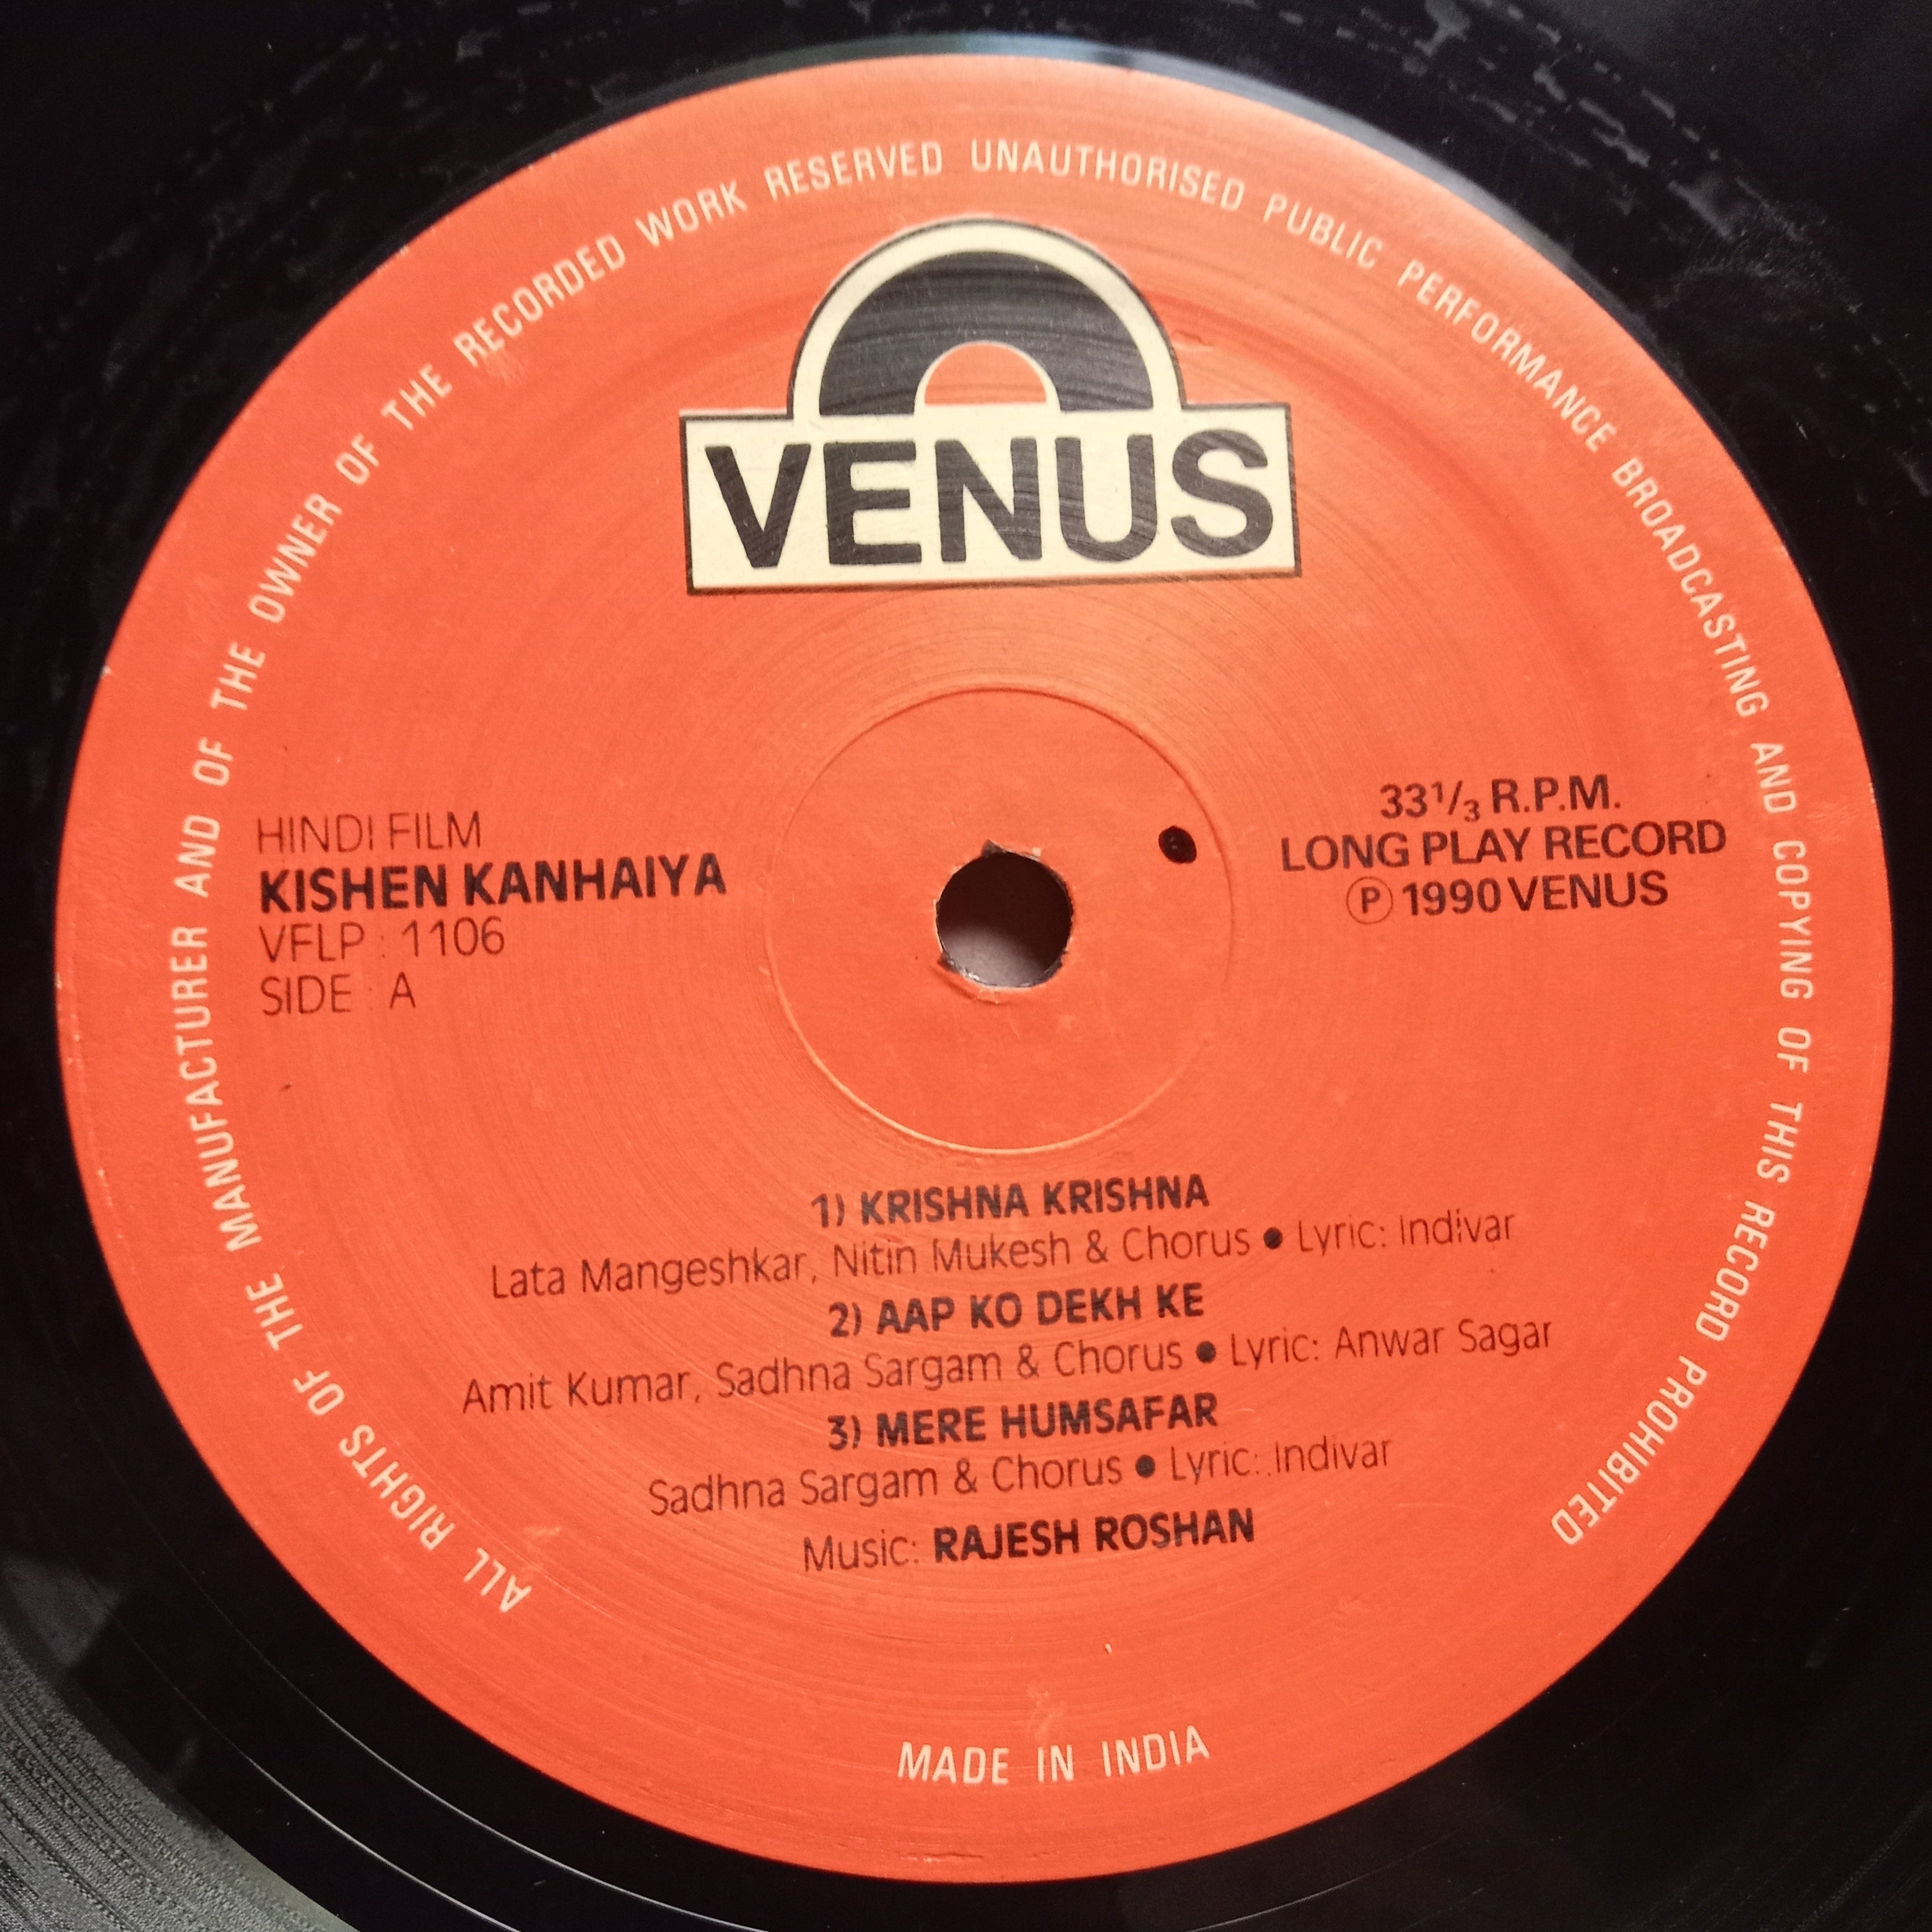 ALL RIGHTS OF THE MANUFACTURER AND OF THE OWNER OF THE RECORDED WORK RESERVED UNAUTHORISED PUBLIC PERFORMANCE BROADCASTING AND COPYING OF THIS RECORD PROHIBITED
VENUS
HINDI FILM
KISHEN KANHAIYA
VFLP : 1106
SIDE : A
33 1/3 R.P.M.
LONG PLAY RECORD
Ⓟ 1990 VENUS
1) KRISHNA KRISHNA
Lata Mangeshkar, Nitin Mukesh & Chorus ● Lyric: Indivar
2) AAP KO DEKH KE
Amit Kumar, Sadhna Sargam & Chorus ● Lyric: Anwar Sagar
3) MERE HUMSAFAR
Sadhna Sargam & Chorus ● Lyric: Indivar
Music: RAJESH ROSHAN
MADE IN INDIA